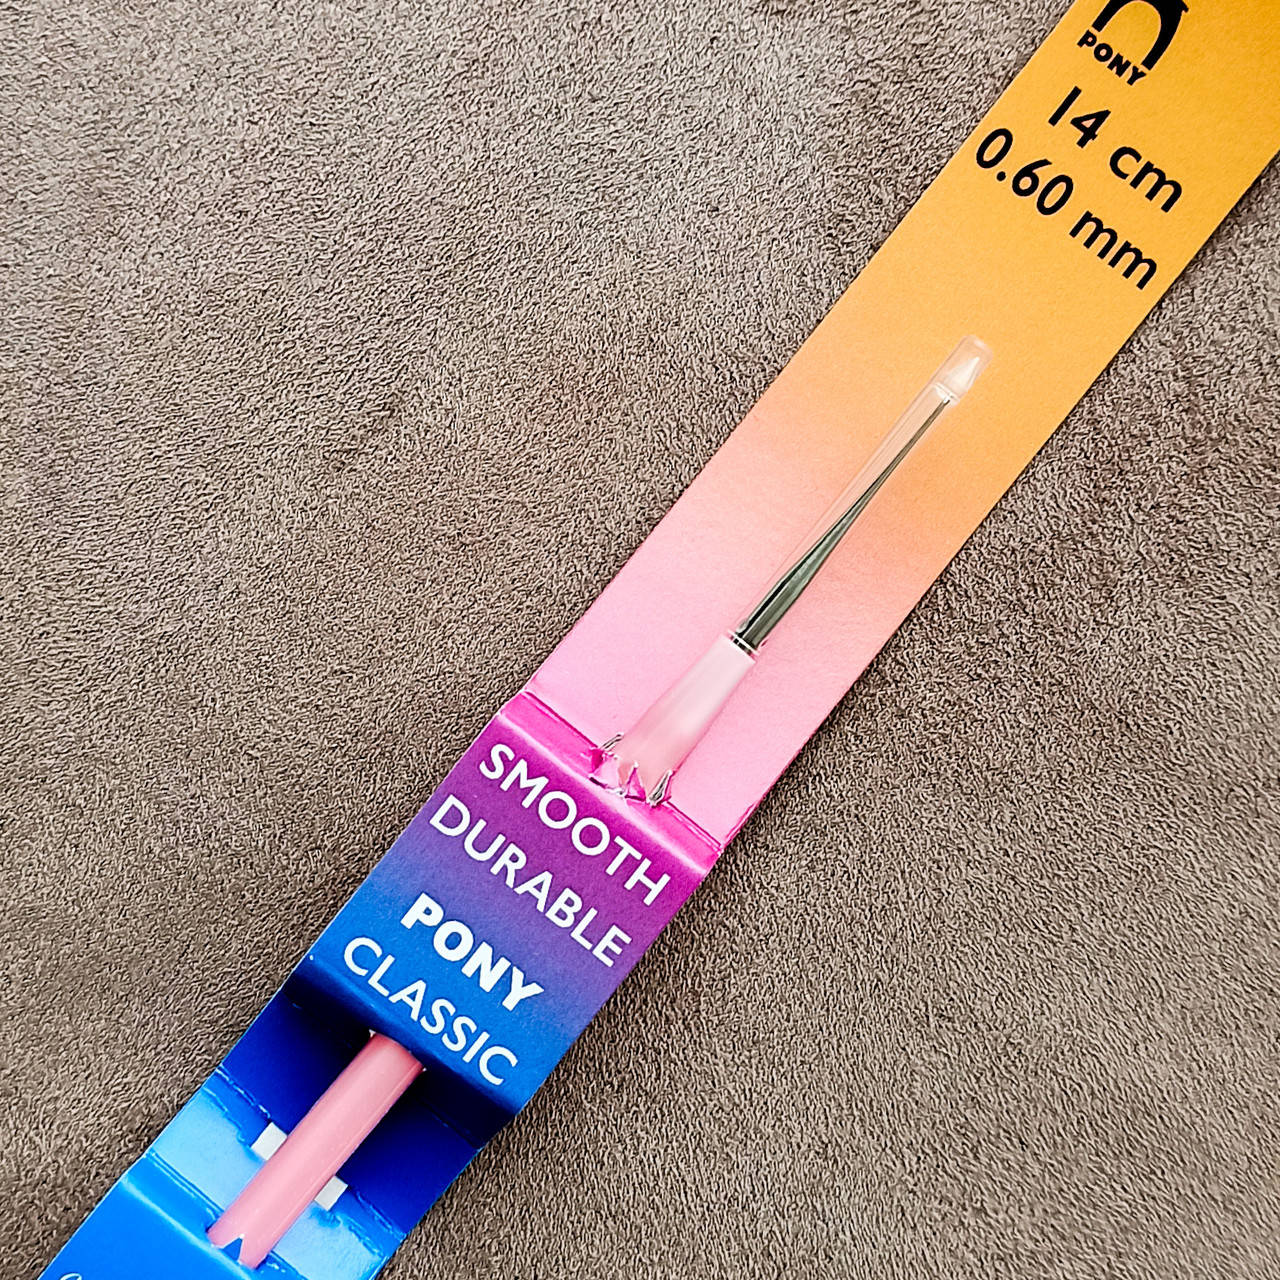 PONY
14 cm
0.60 mm
SMOOTH
DURABLE
PONY
CLASSIC